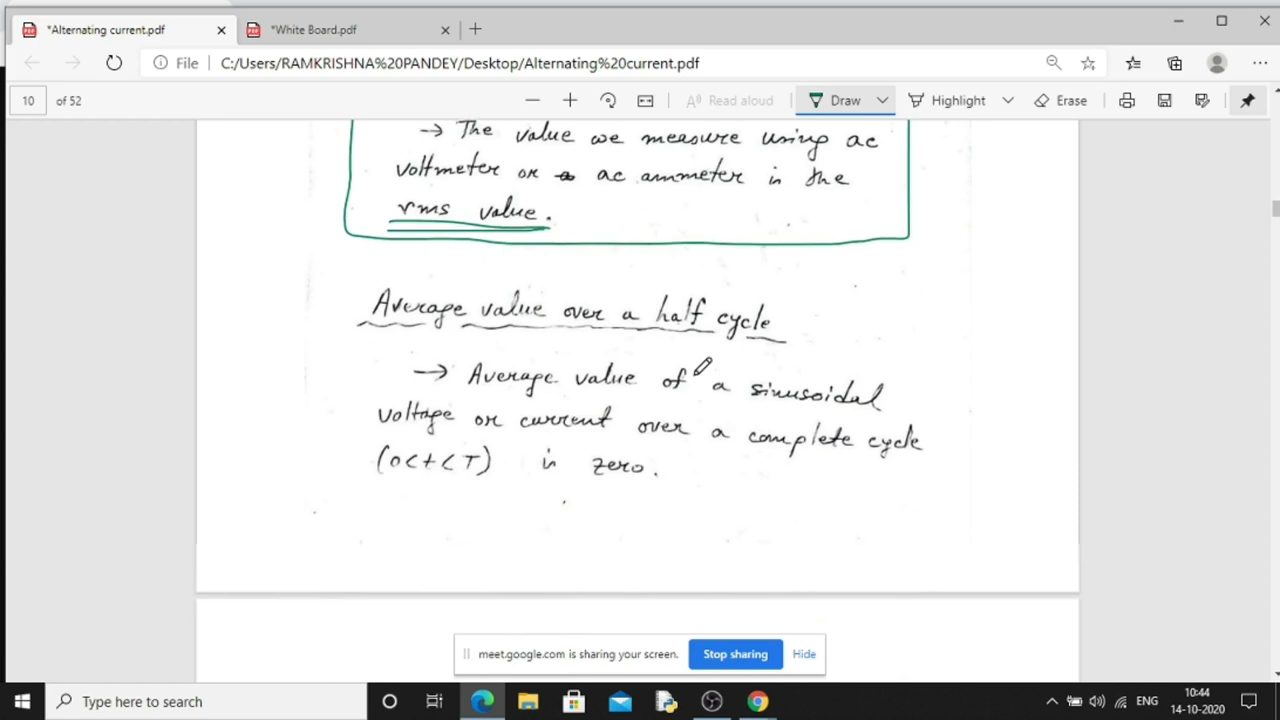 *Alternating current.pdf
*White Board.pdf
File C:/Users/RAMKRISHNA%20PANDEY/Desktop/Alternating%20current.pdf
10 of 52 Read aloud Draw Highlight Erase
→ The value we measure using ac
voltmeter or ac ammeter is the
rms value.
Average value over a half cycle
→ Average value of a sinusoidal
voltage or current over a complete cycle
(0<t<T) is zero.
meet.google.com is sharing your screen. Stop sharing Hide
Type here to search
ENG
10:44
14-10-2020